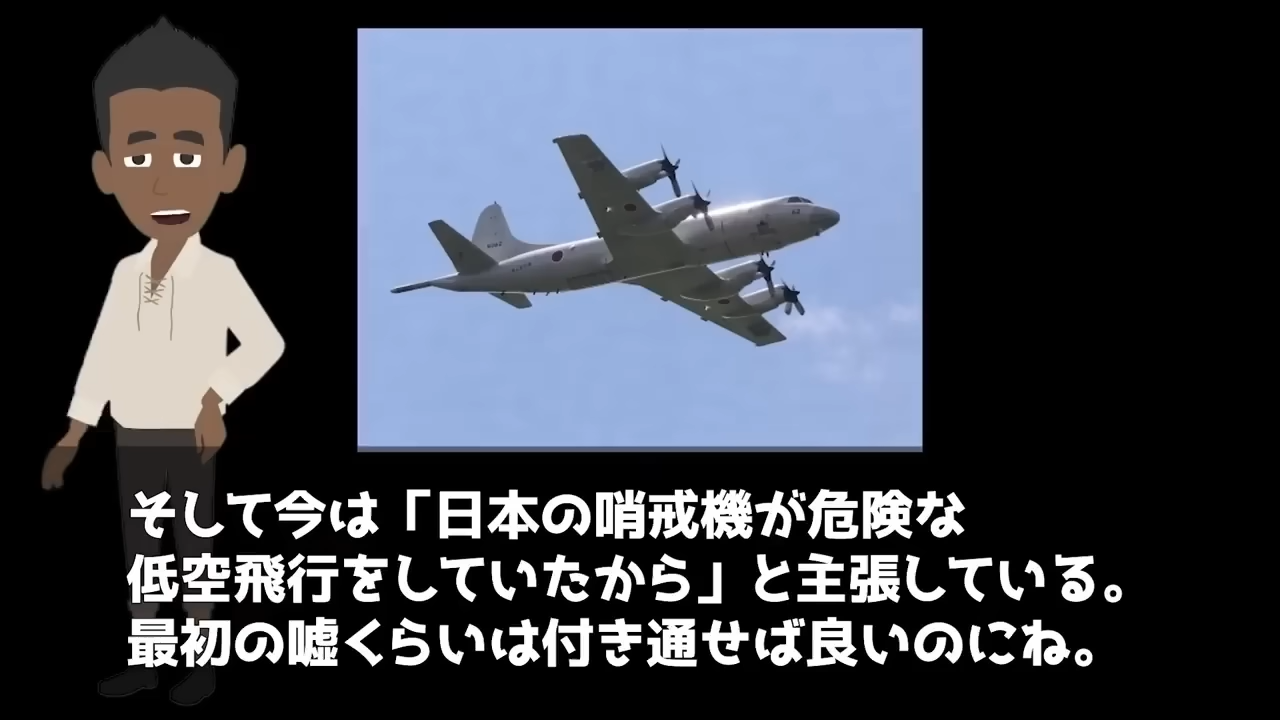 そして今は「日本の哨戒機が危険な
低空飛行をしていたから」と主張している。
最初の嘘くらいは付き通せば良いのにね。